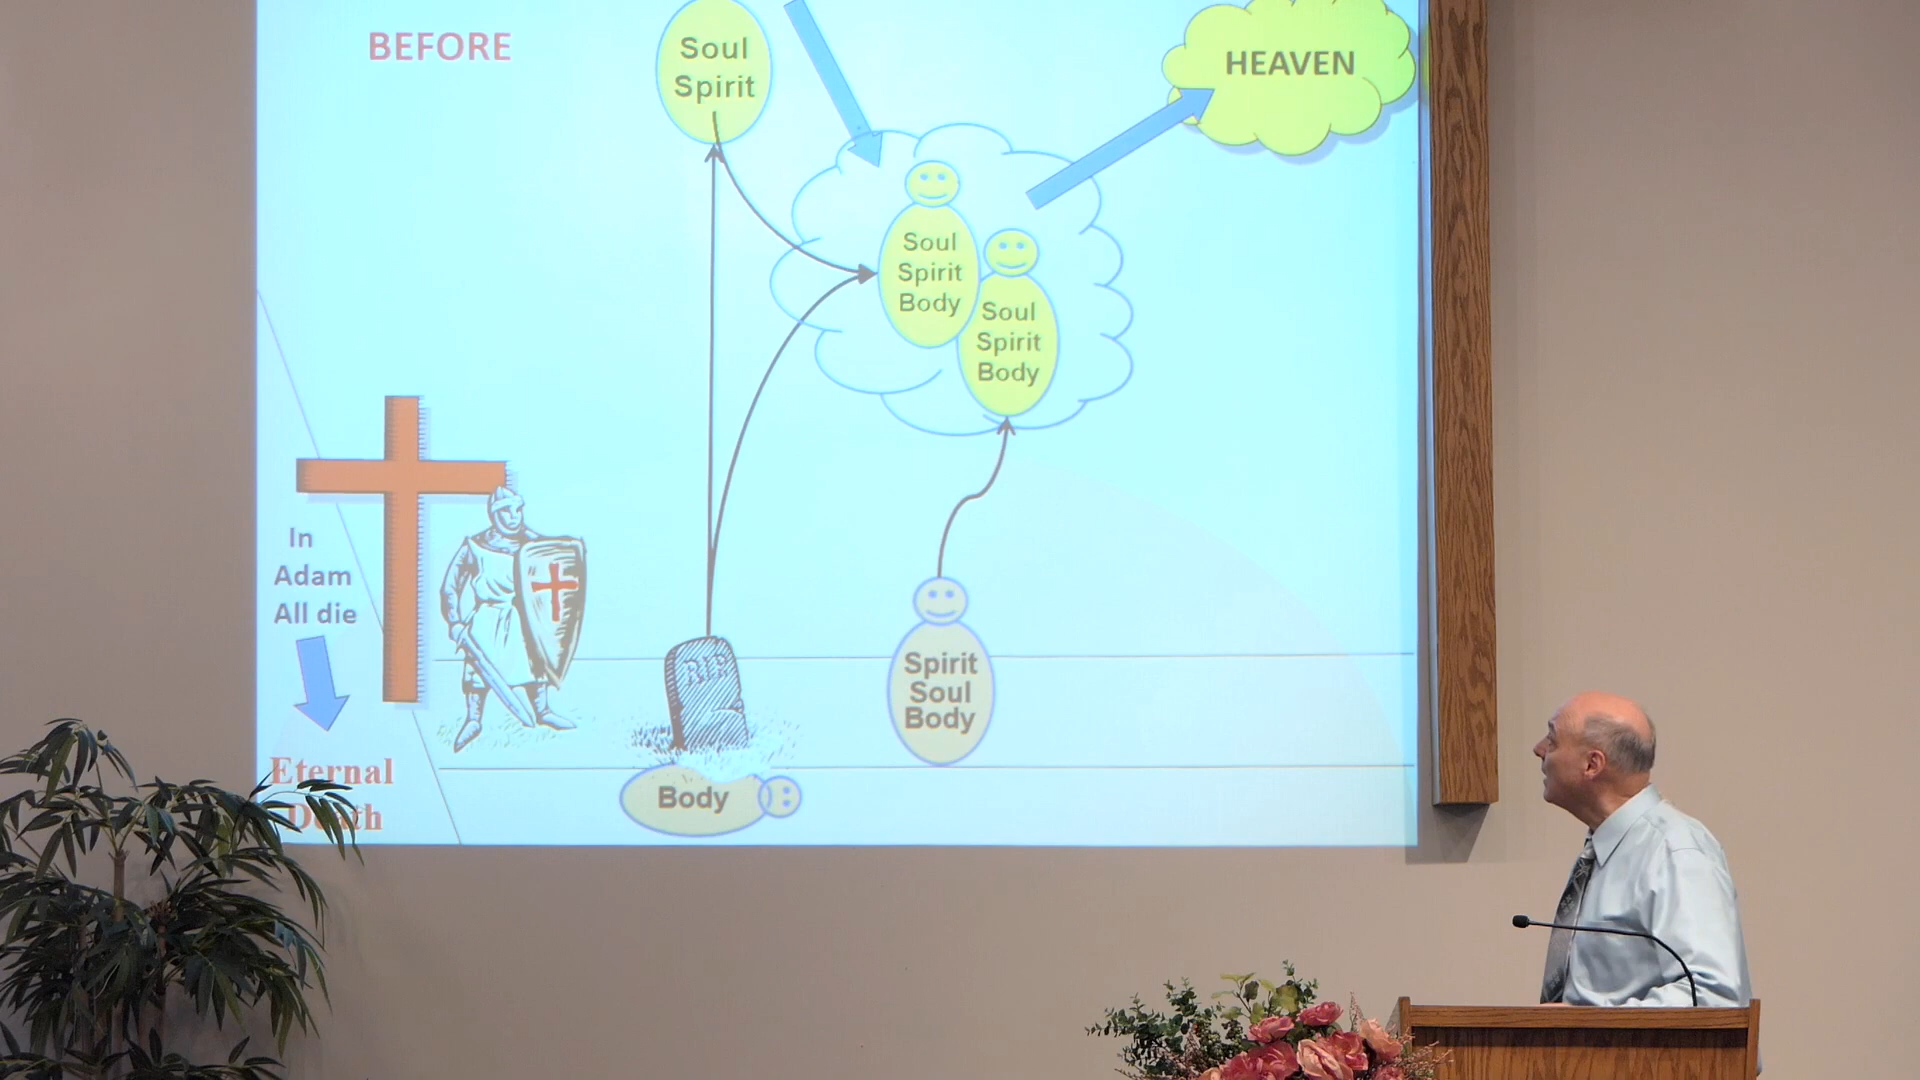 BEFORE
Soul
Spirit
HEAVEN
Soul
Spirit
Body
Soul
Spirit
Body
In
Adam
All die
Eternal
Death
RIP
Spirit
Soul
Body
Body